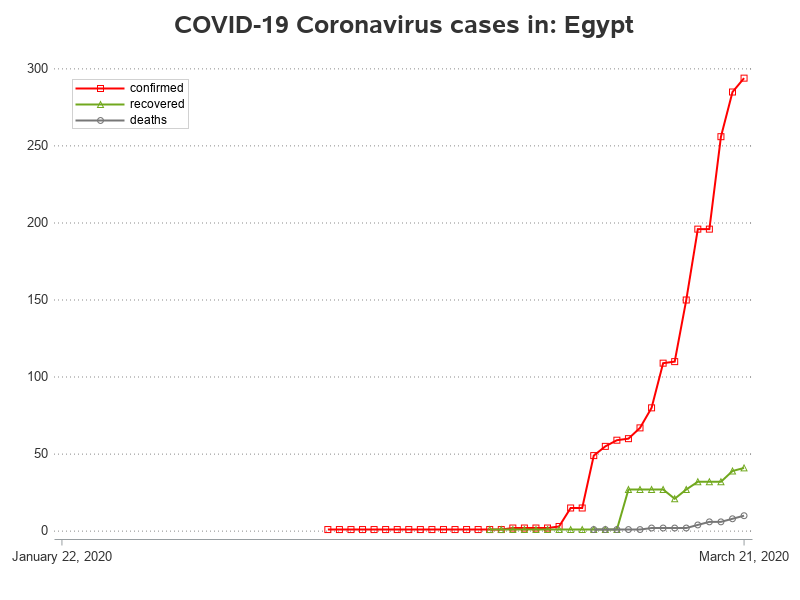 COVID-19 Coronavirus cases in: Egypt
300
confirmed
recovered
deaths
250
200
150
100
50
0
January 22, 2020 March 21, 2020